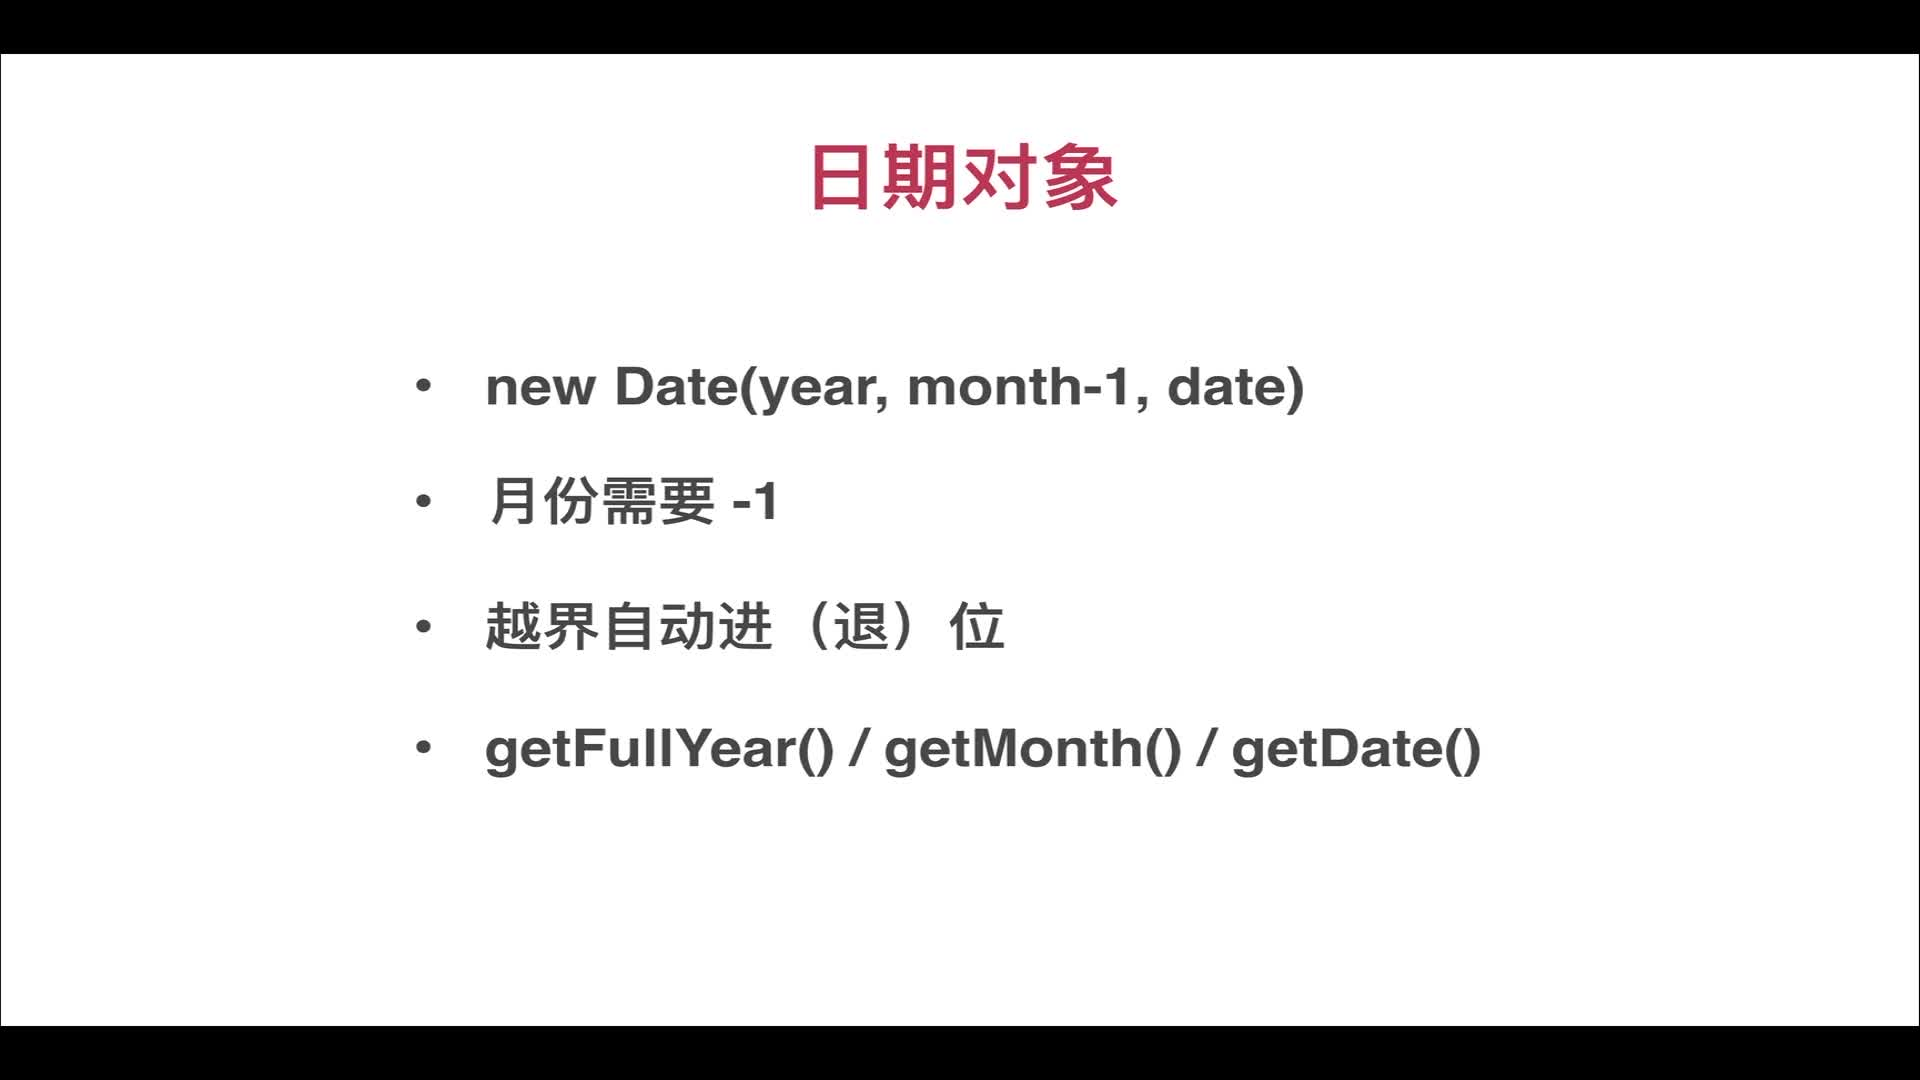 日期对象
• new Date(year, month-1, date)
• 月份需要 -1
• 越界自动进（退）位
• getFullYear() / getMonth() / getDate()